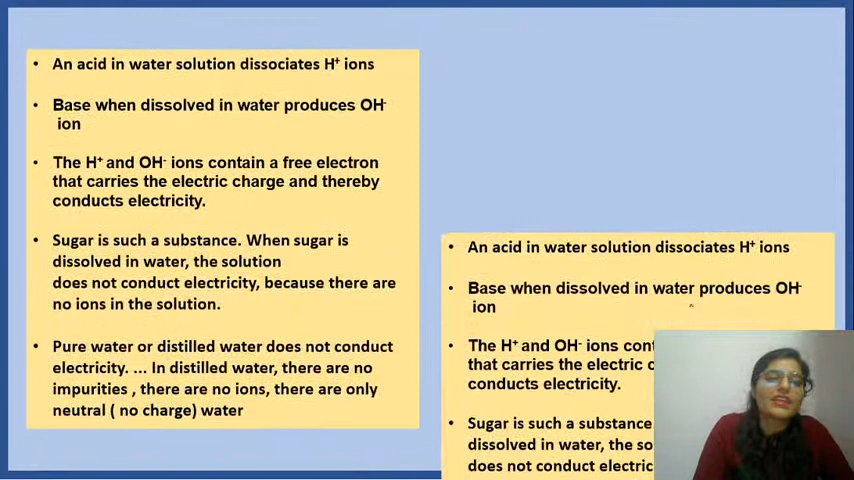 • An acid in water solution dissociates H⁺ ions
• Base when dissolved in water produces OH⁻
ion
• The H⁺ and OH⁻ ions contain a free electron
that carries the electric charge and thereby
conducts electricity.
• Sugar is such a substance. When sugar is
dissolved in water, the solution
does not conduct electricity, because there are
no ions in the solution.
• Pure water or distilled water does not conduct
electricity. ... In distilled water, there are no
impurities , there are no ions, there are only
neutral ( no charge) water
• An acid in water solution dissociates H⁺ ions
• Base when dissolved in water produces OH⁻
ion
• The H⁺ and OH⁻ ions
that carries the electric
conducts electricity.
• Sugar is such a substance
dissolved in water, the
does not conduct